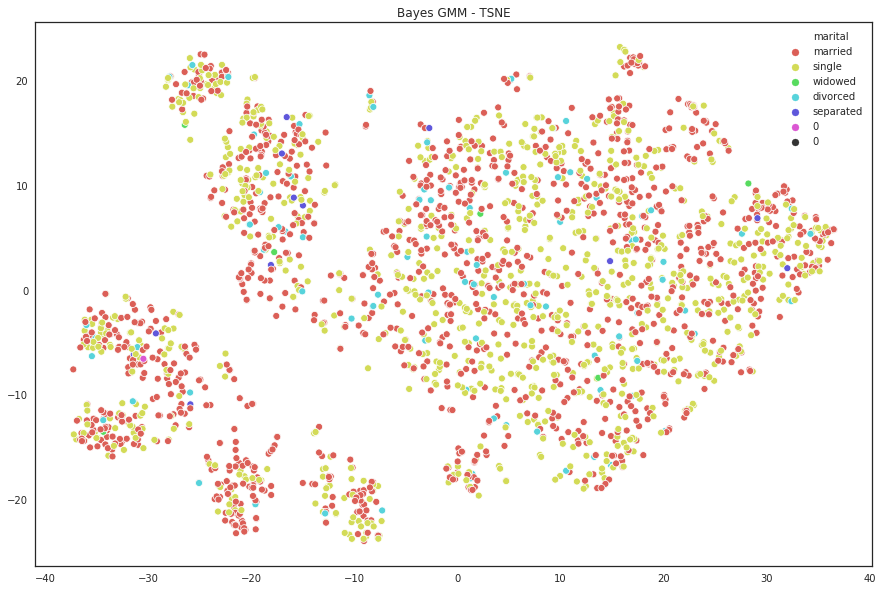 Bayes GMM - TSNE
marital
married
single
widowed
divorced
separated
0
0
20
10
0
−10
−20
−40 −30 −20 −10 0 10 20 30 40